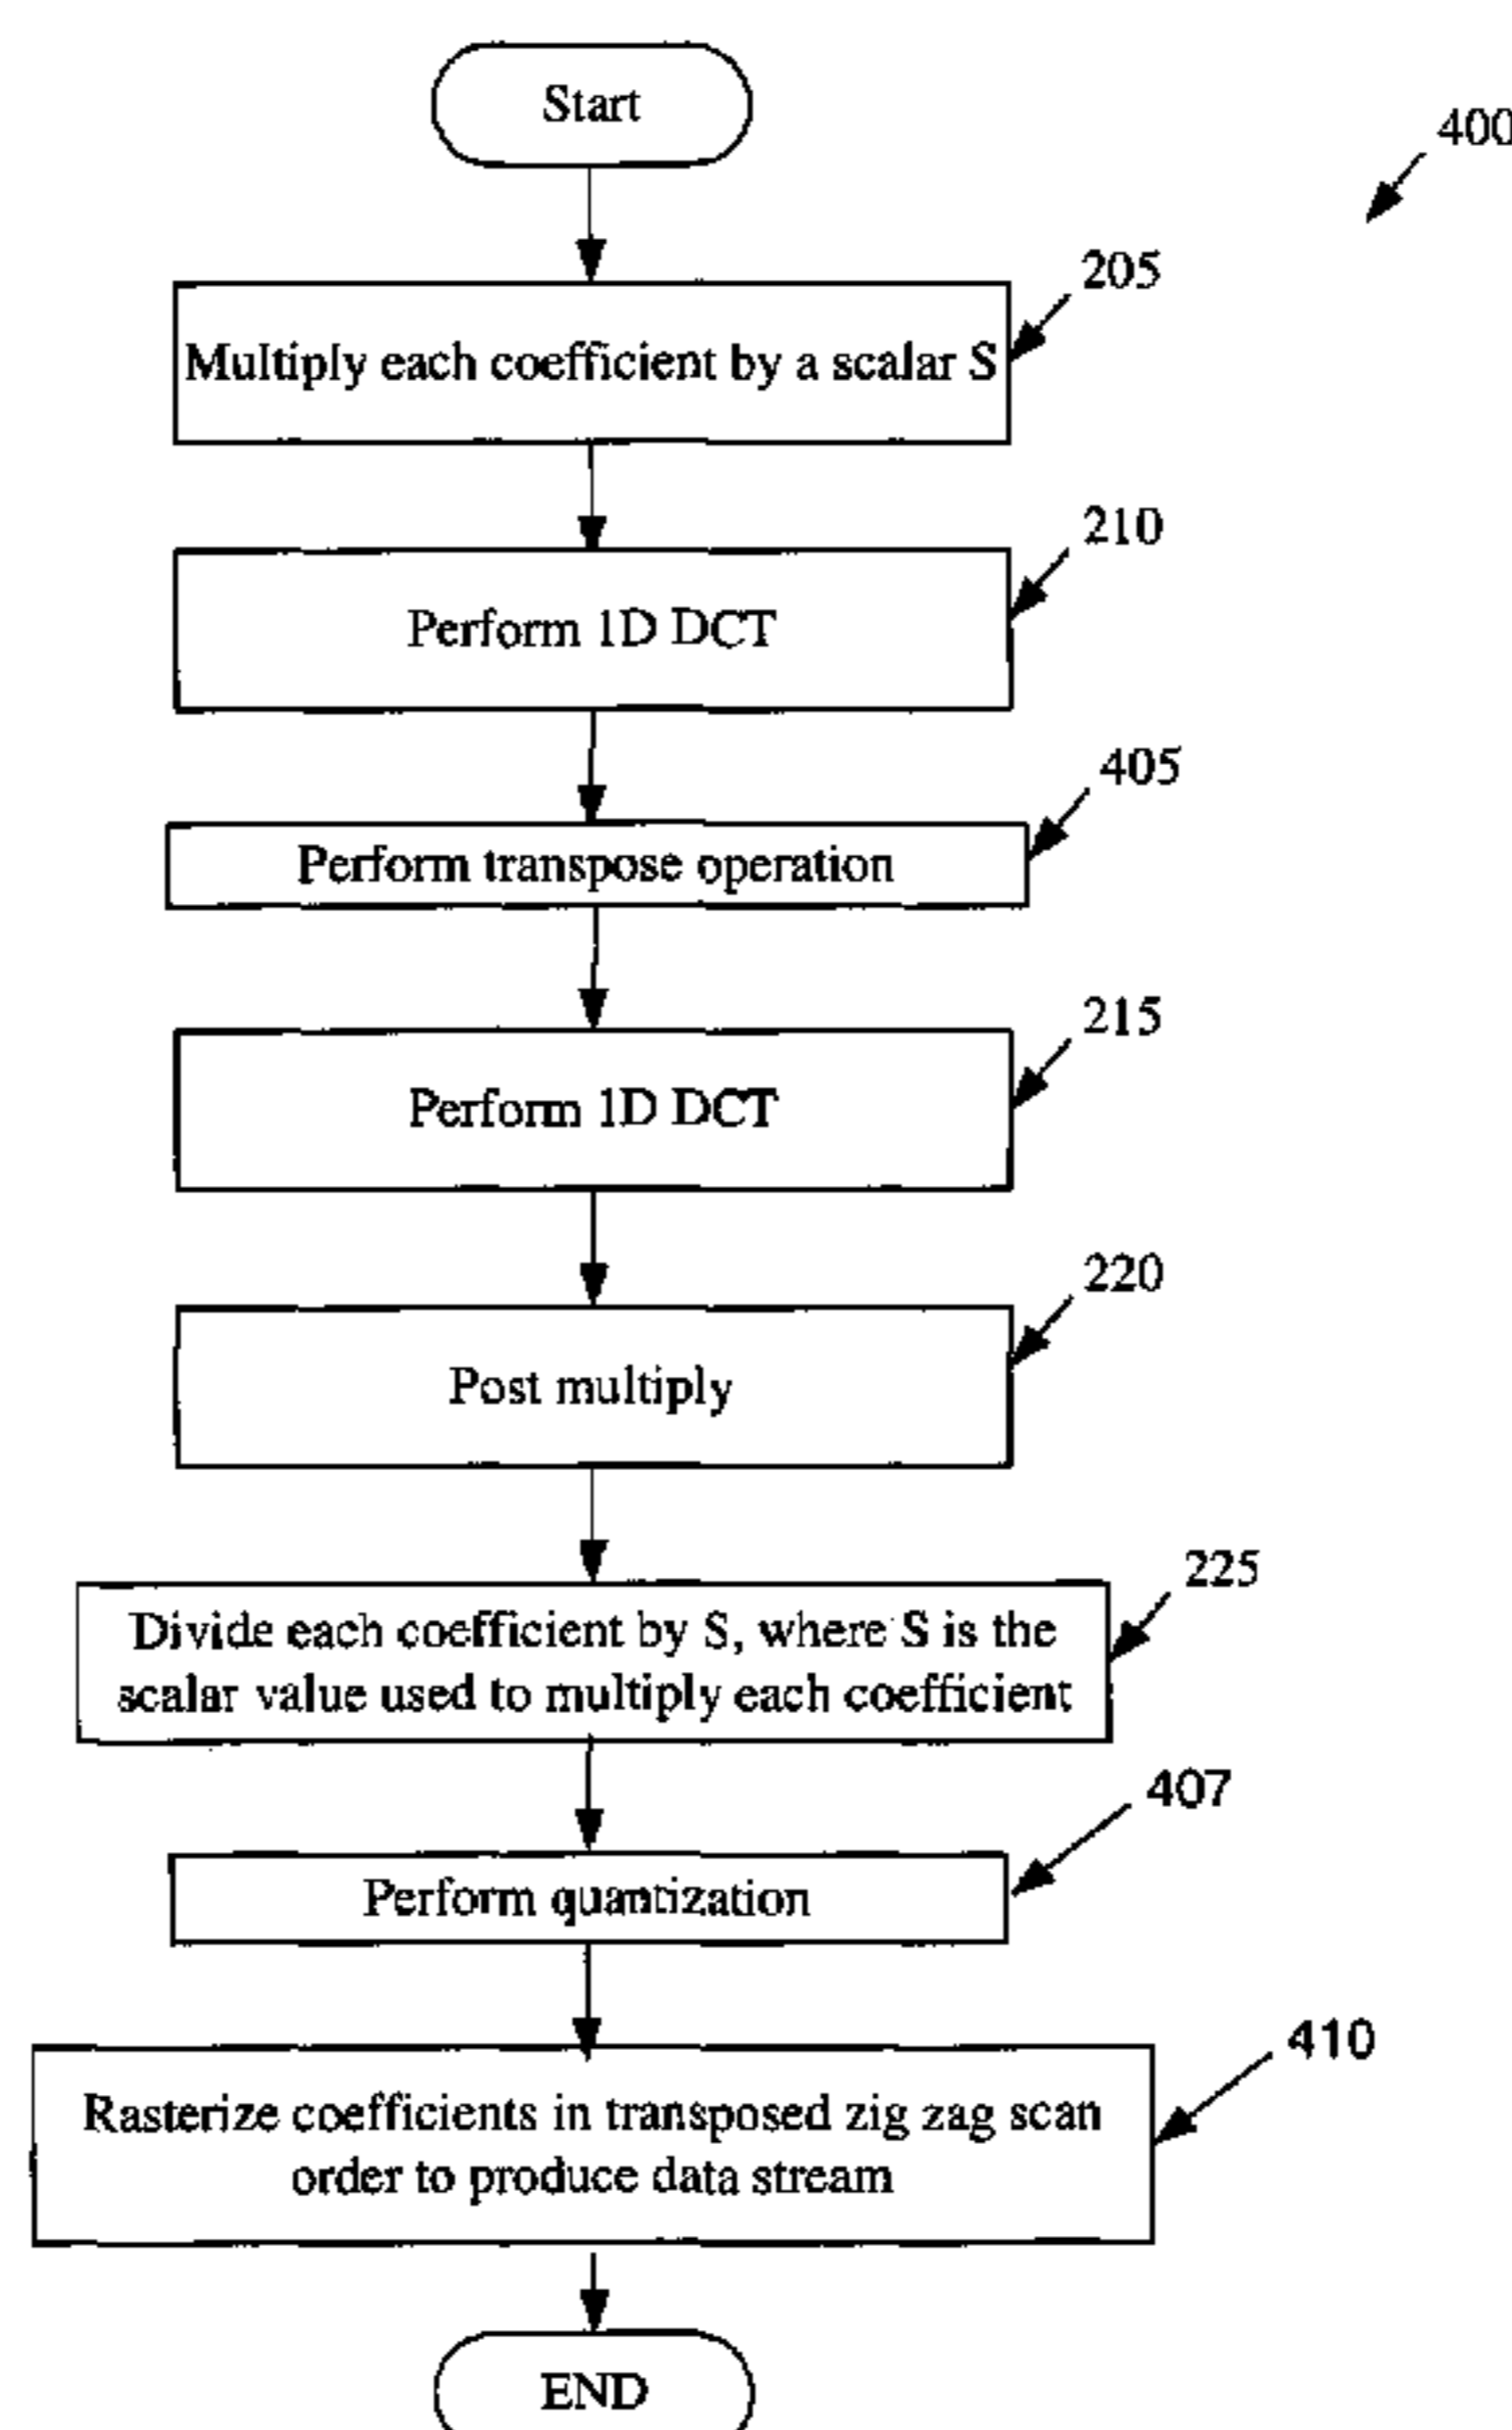 Start
400
205
Multiply each coefficient by a scalar S
210
Perform 1D DCT
405
Perform transpose operation
215
Perform 1D DCT
220
Post multiply
225
Divide each coefficient by S, where S is the
scalar value used to multiply each coefficient
407
Perform quantization
410
Rasterize coefficients in transposed zig zag scan
order to produce data stream
END